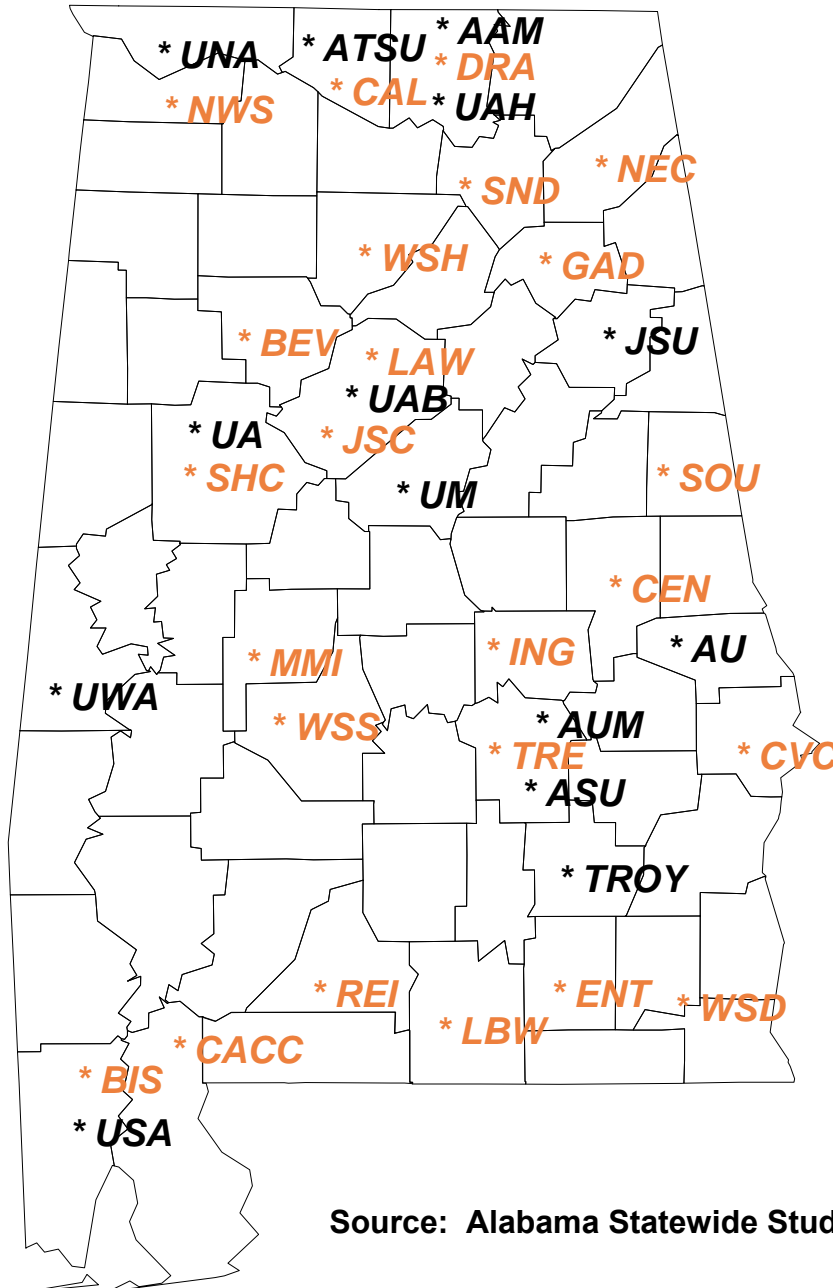 * AAM
* UNA
* ATSU
* DRA
* CAL
* NWS
* UAH
* NEC
* SND
* WSH
* GAD
* BEV
* JSU
* LAW
* UAB
* UA
* JSC
* SHC
* UM
* SOU
* CEN
* MMI
* ING
* AU
* UWA
* WSS
* AUM
* TRE
* CVC
* ASU
* TROY
* REI
* ENT
* WSD
* LBW
* CACC
* BIS
* USA
Source: Alabama Statewide Stud